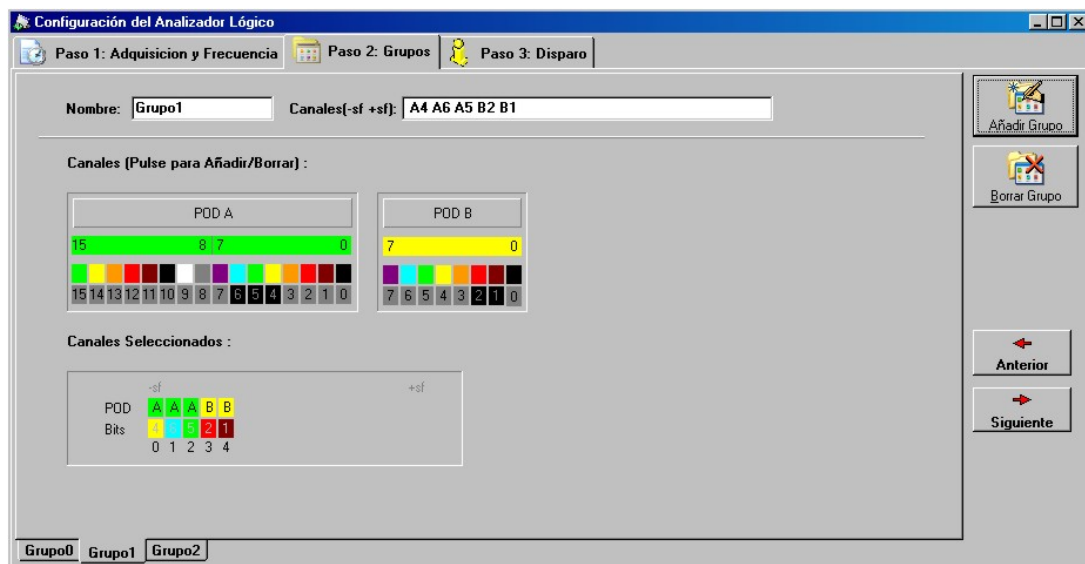 Configuración del Analizador Lógico
Paso 1: Adquisicion y Frecuencia
Paso 2: Grupos
Paso 3: Disparo
Nombre: Grupo1
Canales(-sf +sf): A4 A6 A5 B2 B1
Añadir Grupo
Borrar Grupo
Canales (Pulse para Añadir/Borrar) :
POD A
POD B
15 8 7 0
7 0
15 14 13 12 11 10 9 8 7 6 5 4 3 2 1 0
7 6 5 4 3 2 1 0
Canales Seleccionados :
-sf +sf
POD A A A B B
Bits 4 6 5 2 1
0 1 2 3 4
Anterior
Siguiente
Grupo0 Grupo1 Grupo2